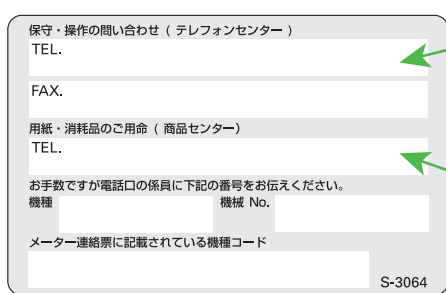 保守・操作の問い合わせ ( テレフォンセンター )
TEL.
FAX.
用紙・消耗品のご用命 ( 商品センター)
TEL.
お手数ですが電話口の係員に下記の番号をお伝えください。
機種 機械 No.
メーター連絡票に記載されている機種コード
S-3064